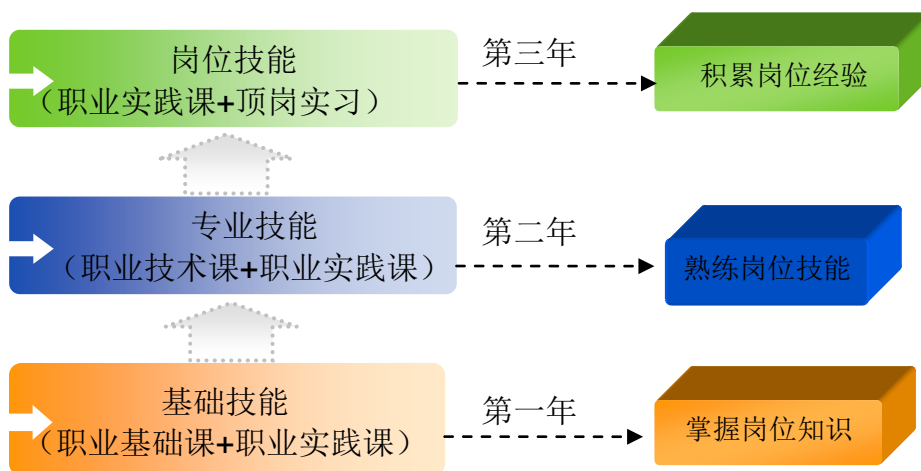 岗位技能
（职业实践课+顶岗实习）
第三年
积累岗位经验
专业技能
（职业技术课+职业实践课）
第二年
熟练岗位技能
基础技能
（职业基础课+职业实践课）
第一年
掌握岗位知识